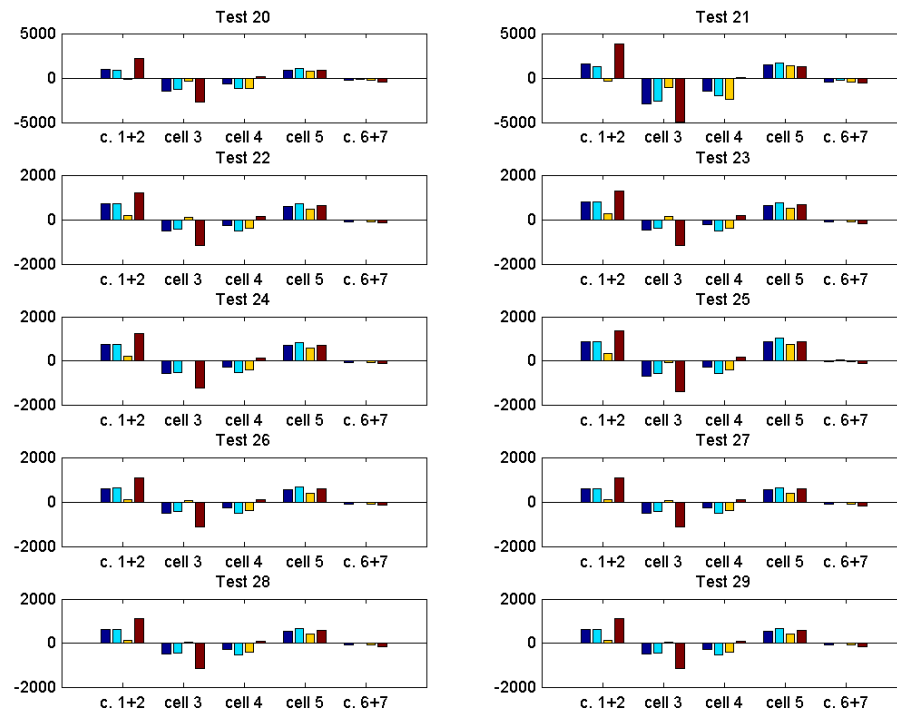 Test 20
5000
0
-5000
c. 1+2 cell 3 cell 4 cell 5 c. 6+7
Test 21
5000
0
-5000
c. 1+2 cell 3 cell 4 cell 5 c. 6+7
Test 22
2000
0
-2000
c. 1+2 cell 3 cell 4 cell 5 c. 6+7
Test 23
2000
0
-2000
c. 1+2 cell 3 cell 4 cell 5 c. 6+7
Test 24
2000
0
-2000
c. 1+2 cell 3 cell 4 cell 5 c. 6+7
Test 25
2000
0
-2000
c. 1+2 cell 3 cell 4 cell 5 c. 6+7
Test 26
2000
0
-2000
c. 1+2 cell 3 cell 4 cell 5 c. 6+7
Test 27
2000
0
-2000
c. 1+2 cell 3 cell 4 cell 5 c. 6+7
Test 28
2000
0
-2000
c. 1+2 cell 3 cell 4 cell 5 c. 6+7
Test 29
2000
0
-2000
c. 1+2 cell 3 cell 4 cell 5 c. 6+7